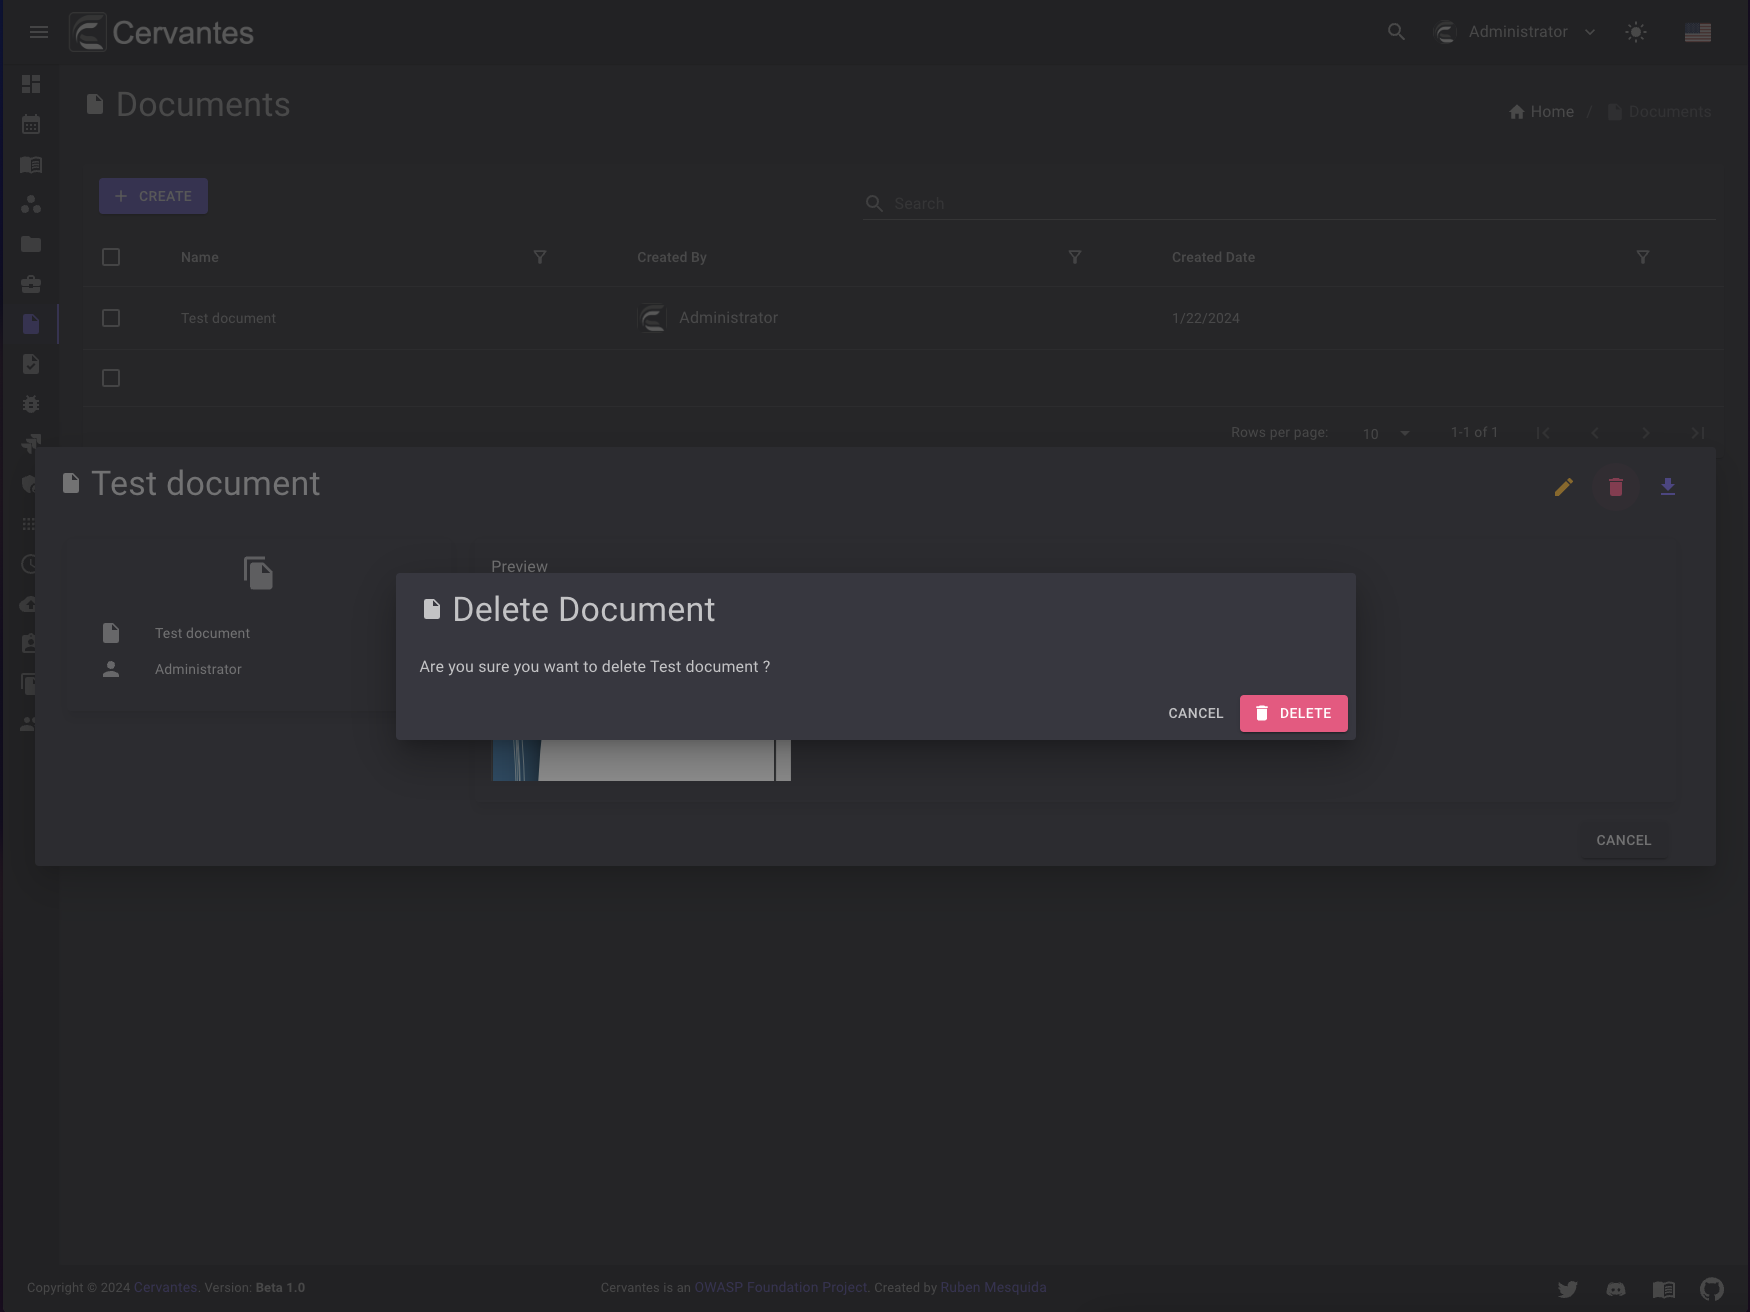 Cervantes
Administrator
Documents
Home / Documents
CREATE
Search
Name
Created By
Created Date
Test document
Administrator
1/22/2024
Rows per page:
10
1-1 of 1
Test document
Preview
Test document
Administrator
Delete Document
Are you sure you want to delete Test document ?
CANCEL
DELETE
CANCEL
Copyright © 2024 Cervantes. Version: Beta 1.0
Cervantes is an OWASP Foundation Project. Created by Ruben Mesquida